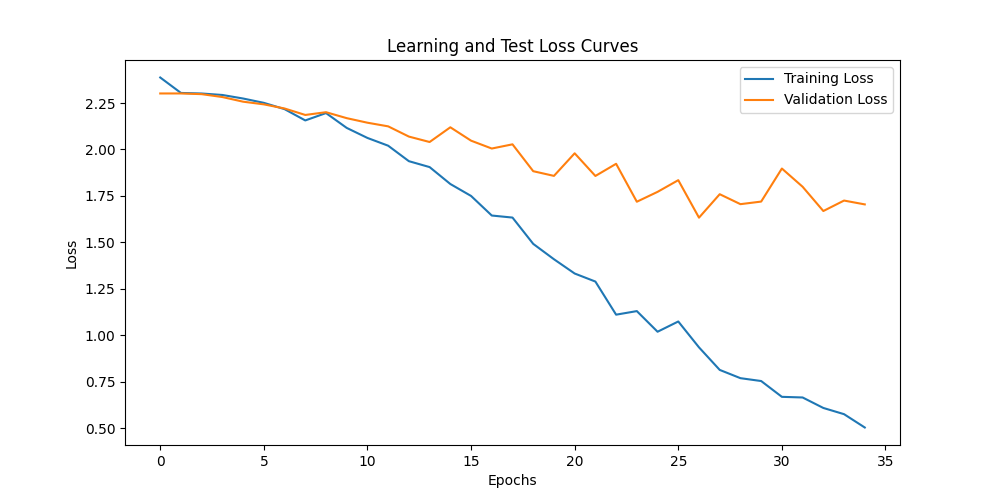 Learning and Test Loss Curves
Training Loss
Validation Loss
2.25
2.00
1.75
1.50
1.25
1.00
0.75
0.50
Loss
0 5 10 15 20 25 30 35
Epochs